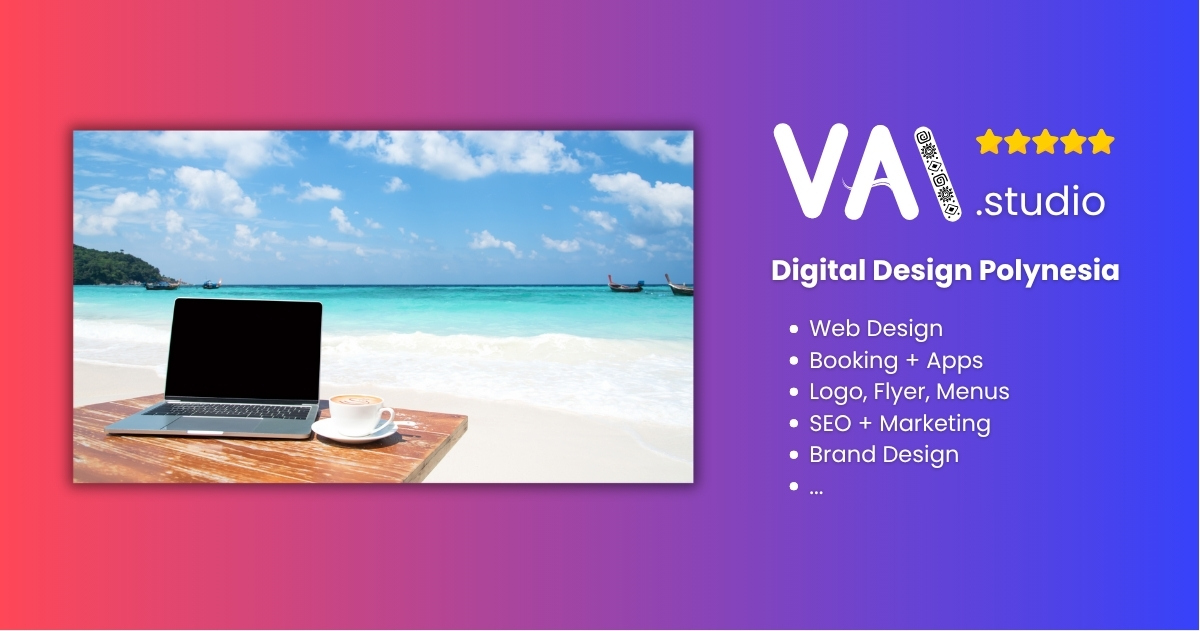 VAI
.studio
Digital Design Polynesia
• Web Design
• Booking + Apps
• Logo, Flyer, Menus
• SEO + Marketing
• Brand Design
• ...